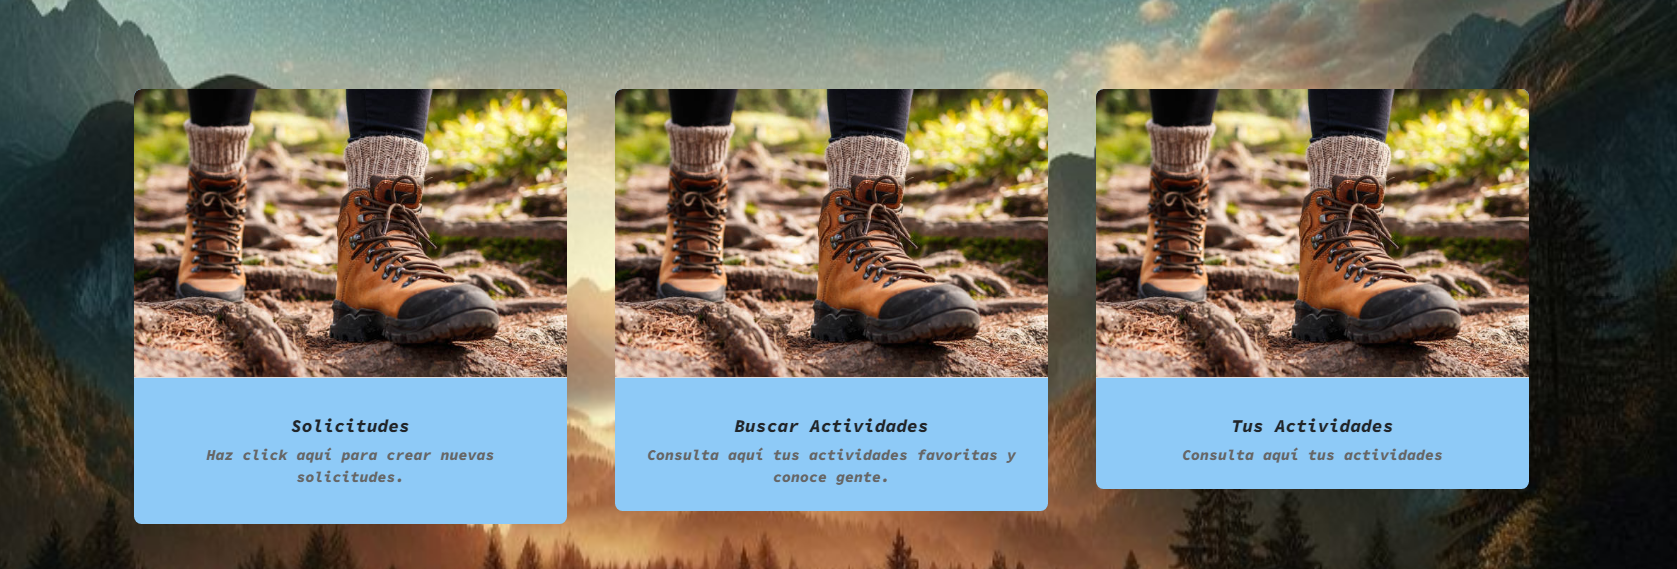 Solicitudes
Haz click aquí para crear nuevas
solicitudes.
Buscar Actividades
Consulta aquí tus actividades favoritas y
conoce gente.
Tus Actividades
Consulta aquí tus actividades